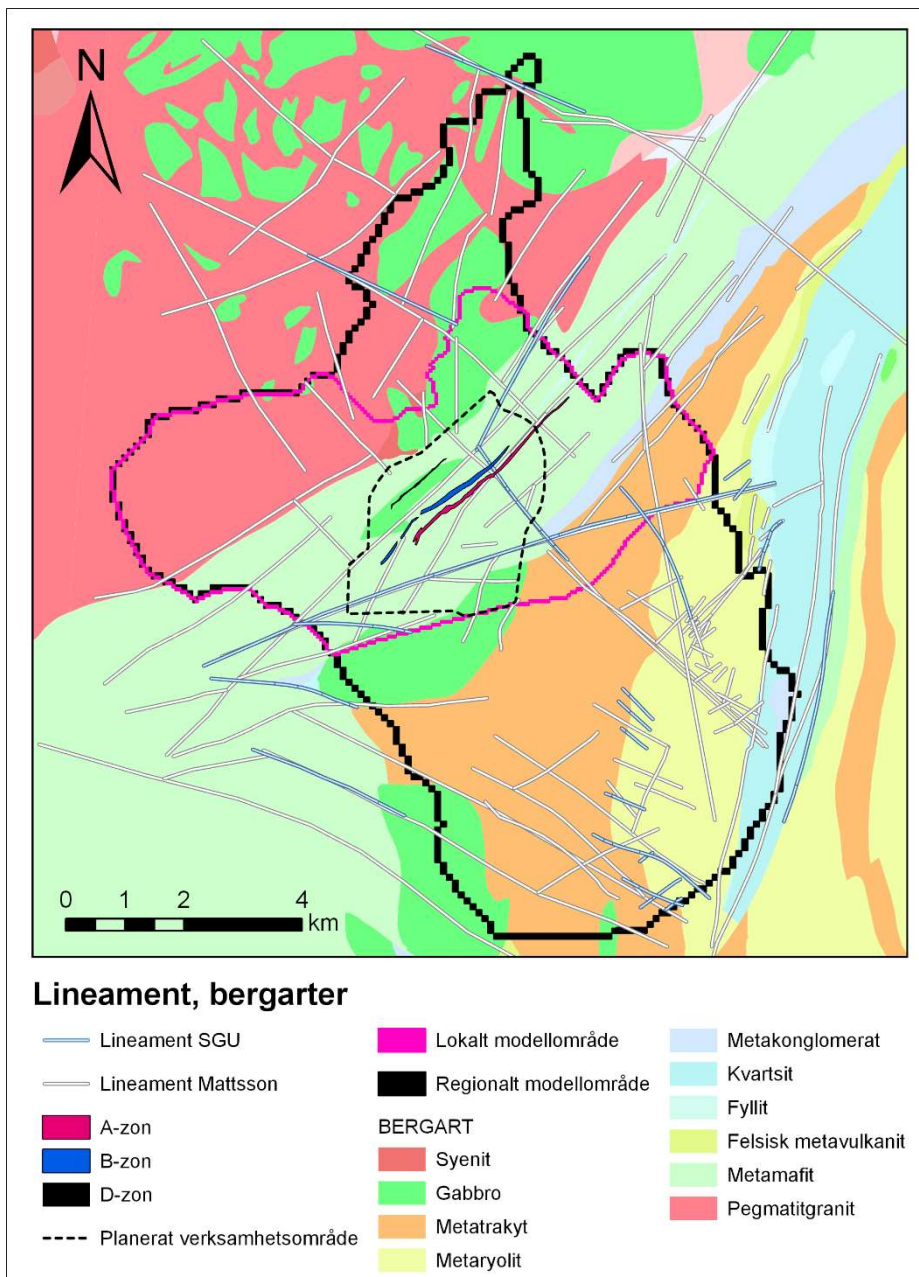 N
0 1 2 4
km
Lineament, bergarter
Lineament SGU
Lineament Mattsson
A-zon
B-zon
D-zon
Planerat verksamhetsområde
Lokalt modellområde
Regionalt modellområde
BERGART
Syenit
Gabbro
Metatrakyt
Metaryolit
Metakonglomerat
Kvartsit
Fyllit
Felsisk metavulkanit
Metamafit
Pegmatitgranit